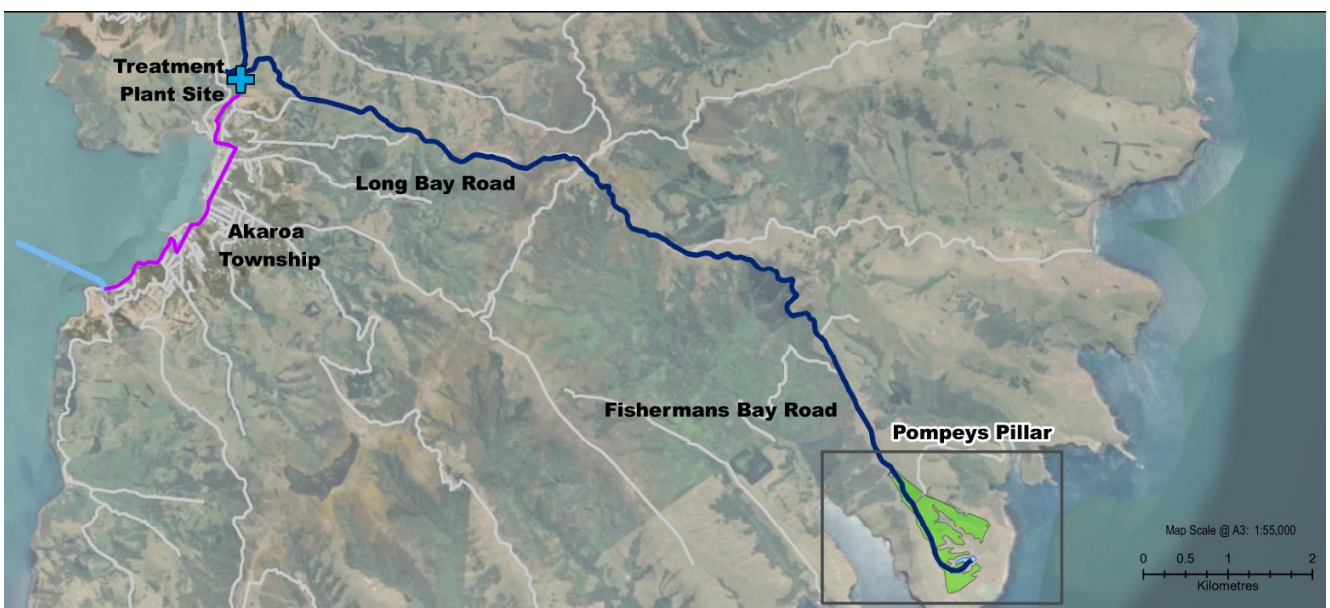 Treatment
Plant Site
Long Bay Road
Akaroa
Township
Fishermans Bay Road
Pompeys Pillar
Map Scale @ A3: 1:55,000
0 0.5 1 2
Kilometres